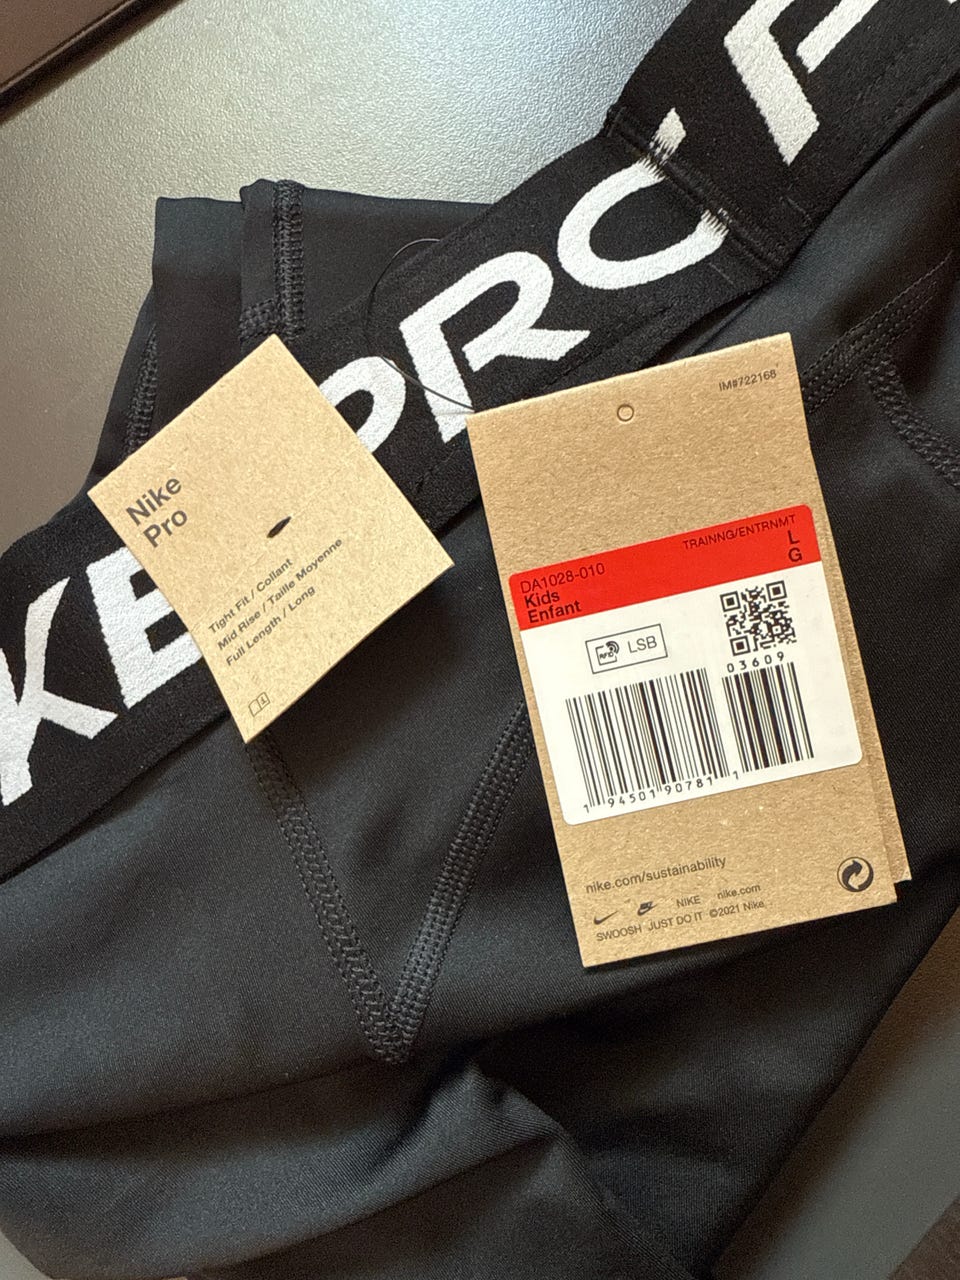 KE PRO
Nike
Pro
Tight Fit / Collant
Mid Rise / Taille Moyenne
Full Length / Long
IM#722168
TRAINNG/ENTRNMT
DA1028-010
L
Kids
G
Enfant
RFID
LSB
03609
1 94501 90781 1
nike.com/sustainability
NIKE nike.com
SWOOSH JUST DO IT ©2021 Nike.